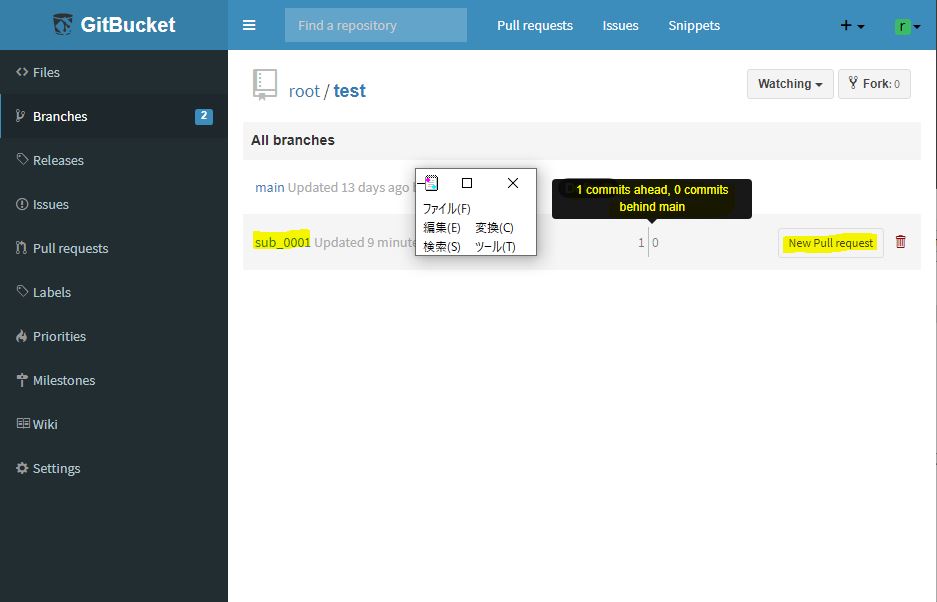 GitBucket
Find a repository
Pull requests
Issues
Snippets
r
Files
Branches
2
Releases
Issues
Pull requests
Labels
Priorities
Milestones
Wiki
Settings
root / test
Watching
Fork: 0
All branches
main Updated 13 days ago
ファイル(F)
編集(E) 変換(C)
検索(S) ツール(T)
1 commits ahead, 0 commits
behind main
sub_0001 Updated 9
1 0
New Pull request